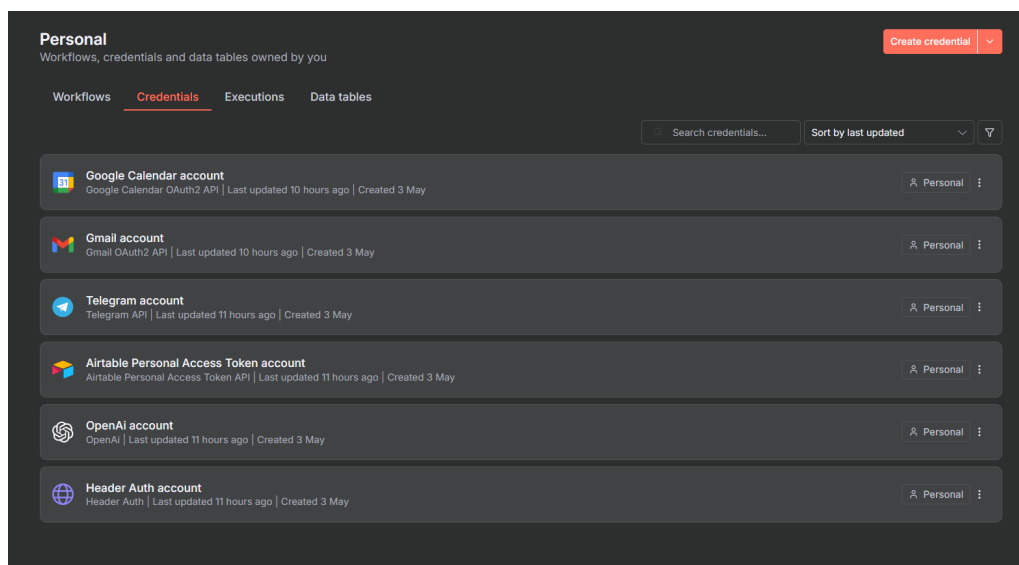 Personal
Create credential
Workflows, credentials and data tables owned by you
Workflows Credentials Executions Data tables
Search credentials... Sort by last updated
31
Google Calendar account
Google Calendar OAuth2 API | Last updated 10 hours ago | Created 3 May
Personal
Gmail account
Gmail OAuth2 API | Last updated 10 hours ago | Created 3 May
Personal
Telegram account
Telegram API | Last updated 11 hours ago | Created 3 May
Personal
Airtable Personal Access Token account
Airtable Personal Access Token API | Last updated 11 hours ago | Created 3 May
Personal
OpenAi account
OpenAi | Last updated 11 hours ago | Created 3 May
Personal
Header Auth account
Header Auth | Last updated 11 hours ago | Created 3 May
Personal